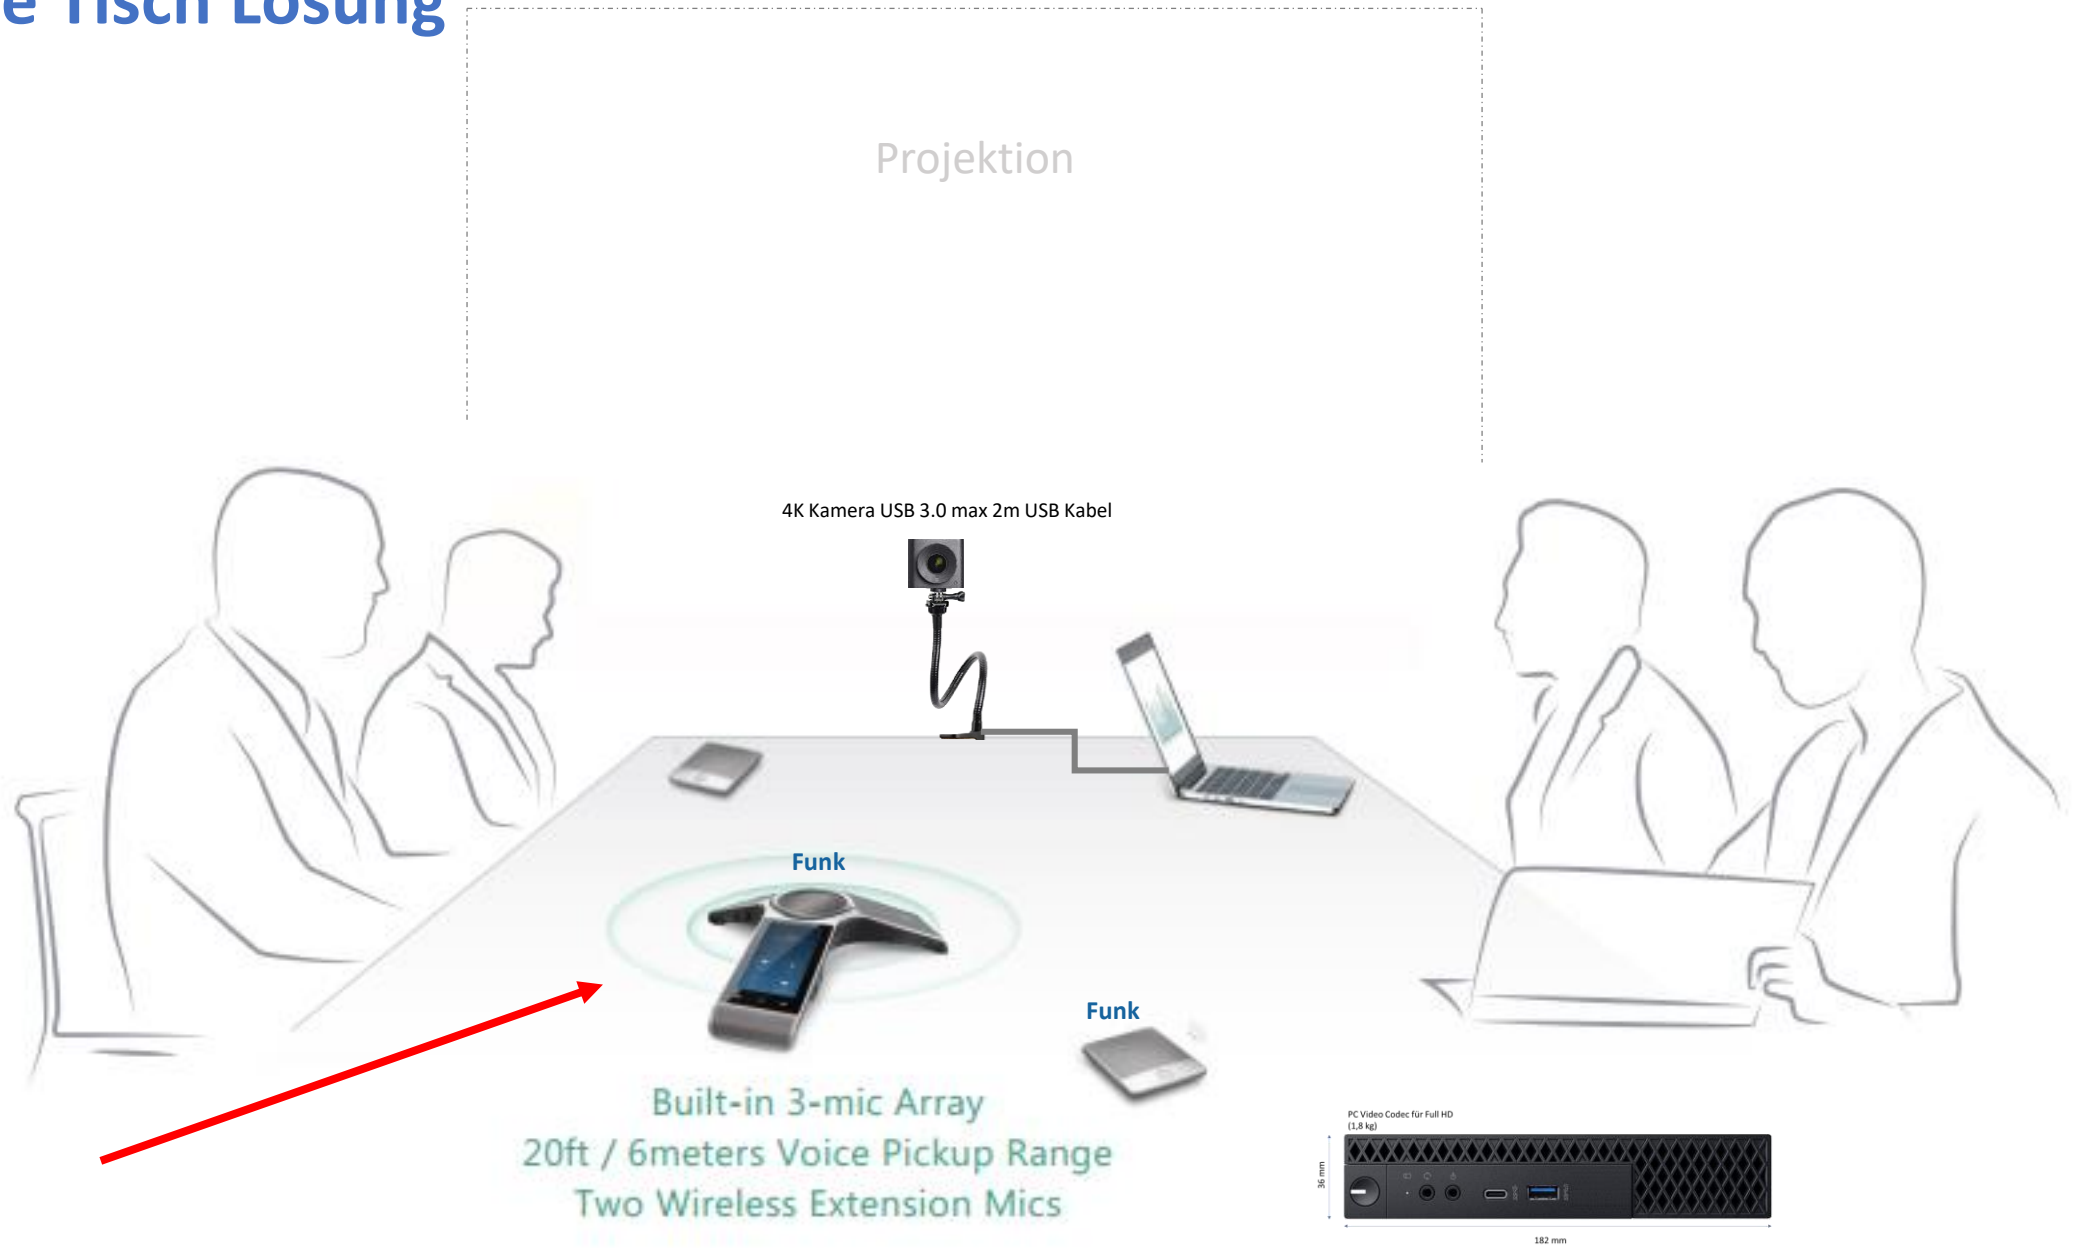 e Tisch Lösung
Projektion
4K Kamera USB 3.0 max 2m USB Kabel
Funk
Funk
Built-in 3-mic Array
20ft / 6meters Voice Pickup Range
Two Wireless Extension Mics
PC Video Codec für Full HD
(1,8 kg)
36 mm
182 mm